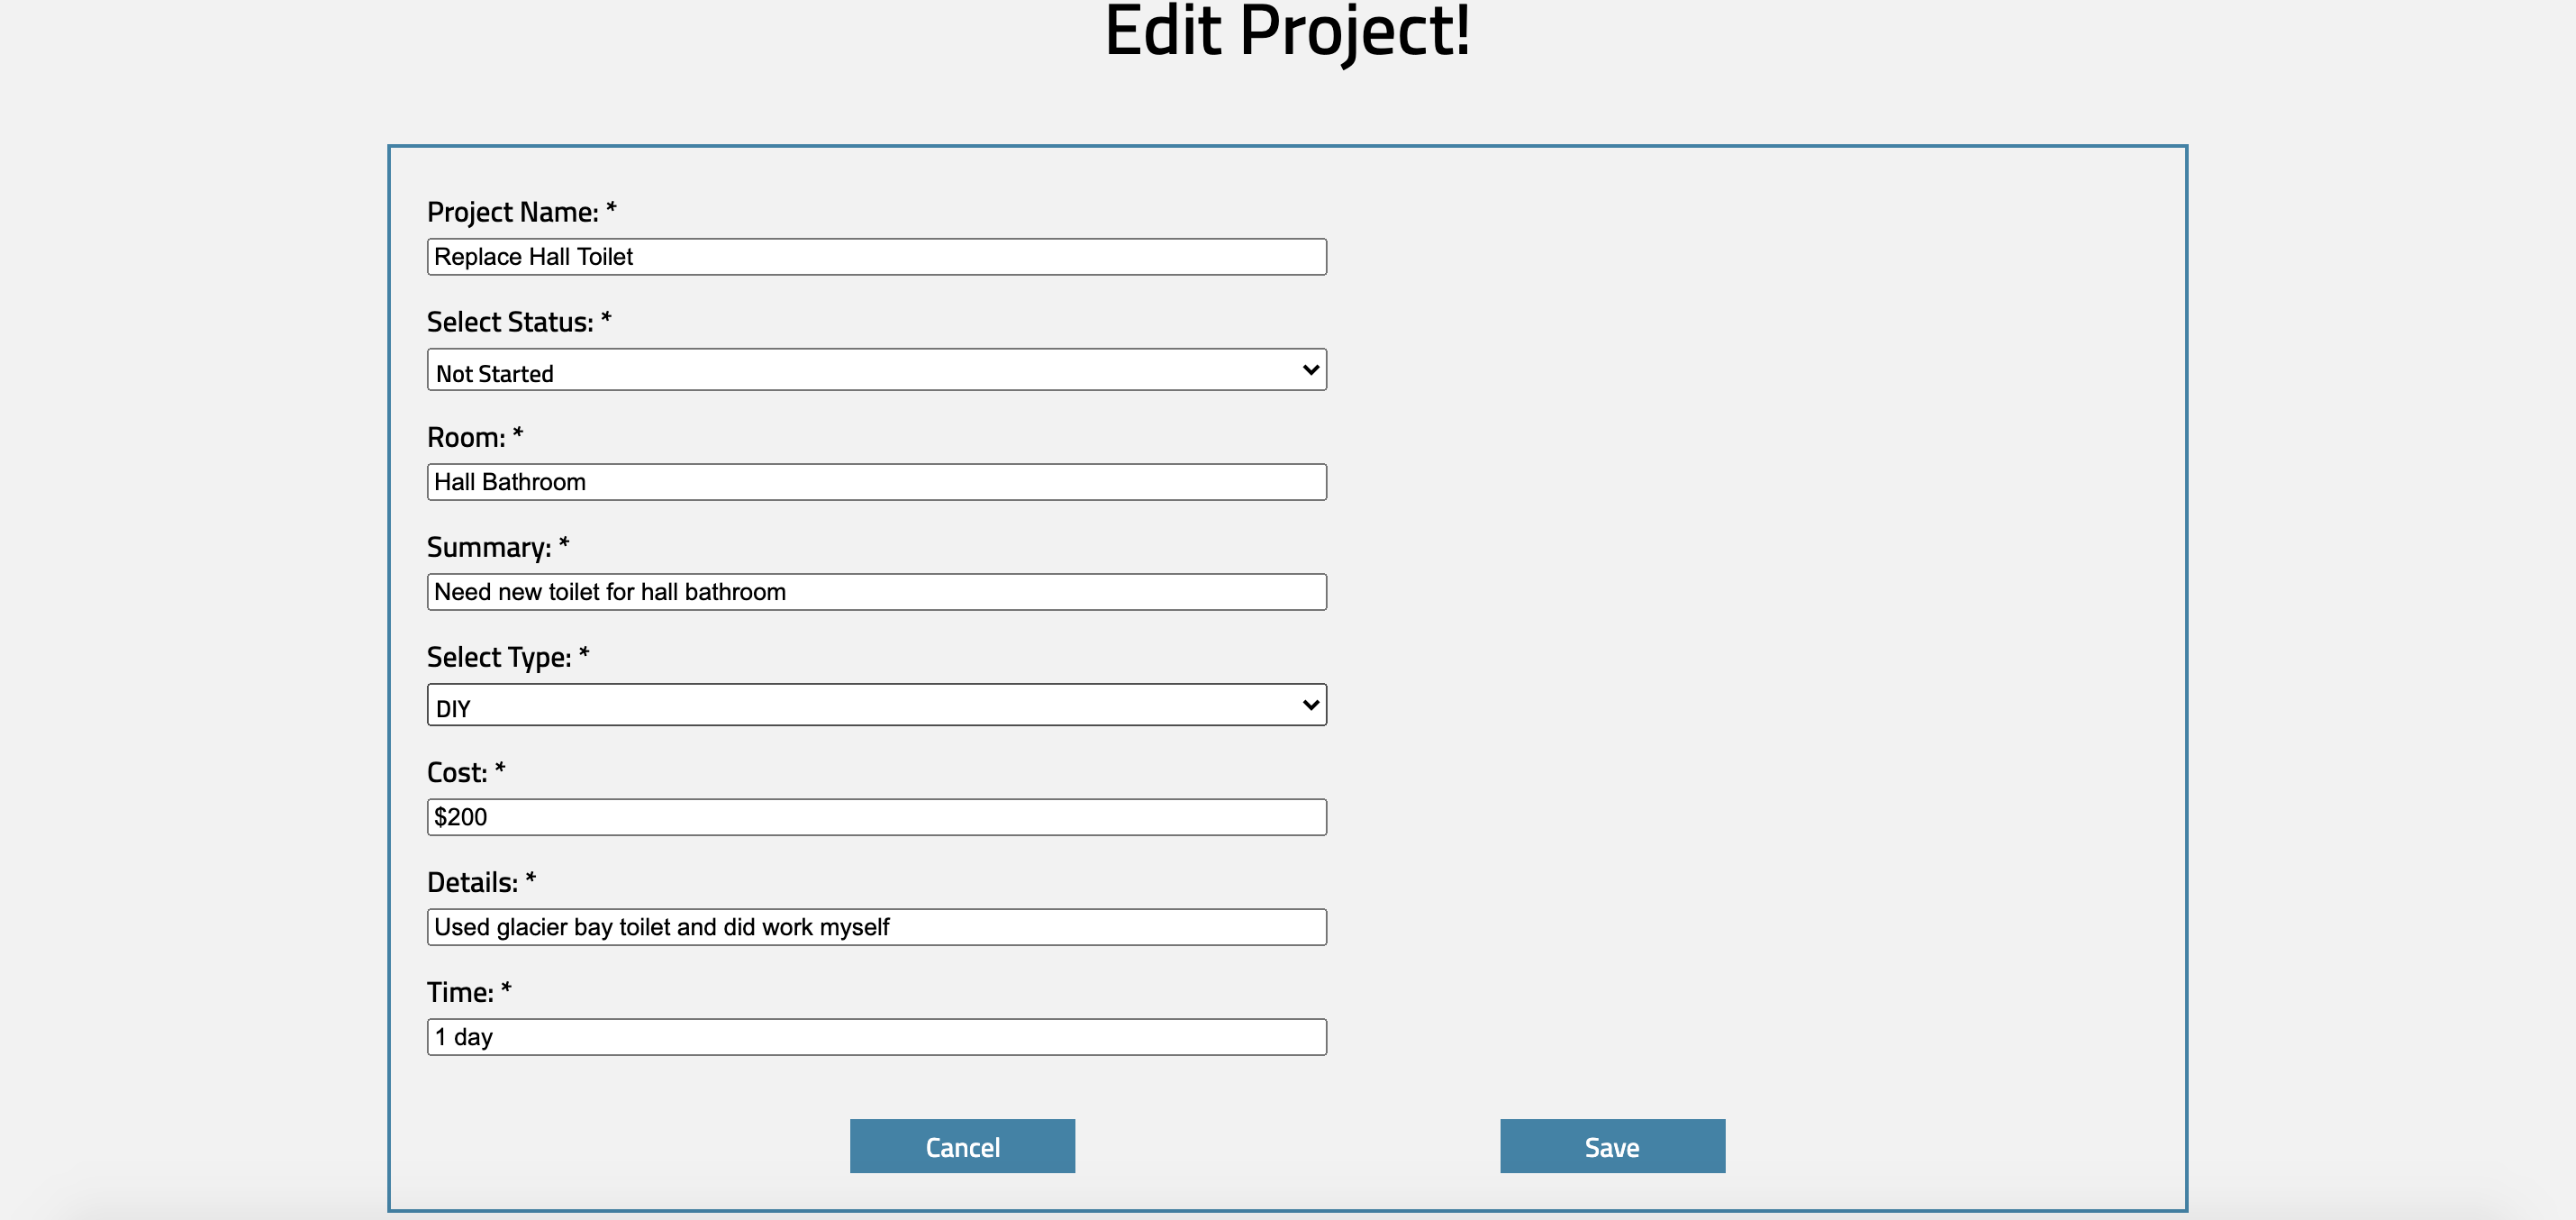 Edit Project!
Project Name: *
Replace Hall Toilet
Select Status: *
Not Started
Room: *
Hall Bathroom
Summary: *
Need new toilet for hall bathroom
Select Type: *
DIY
Cost: *
$200
Details: *
Used glacier bay toilet and did work myself
Time: *
1 day
Cancel
Save